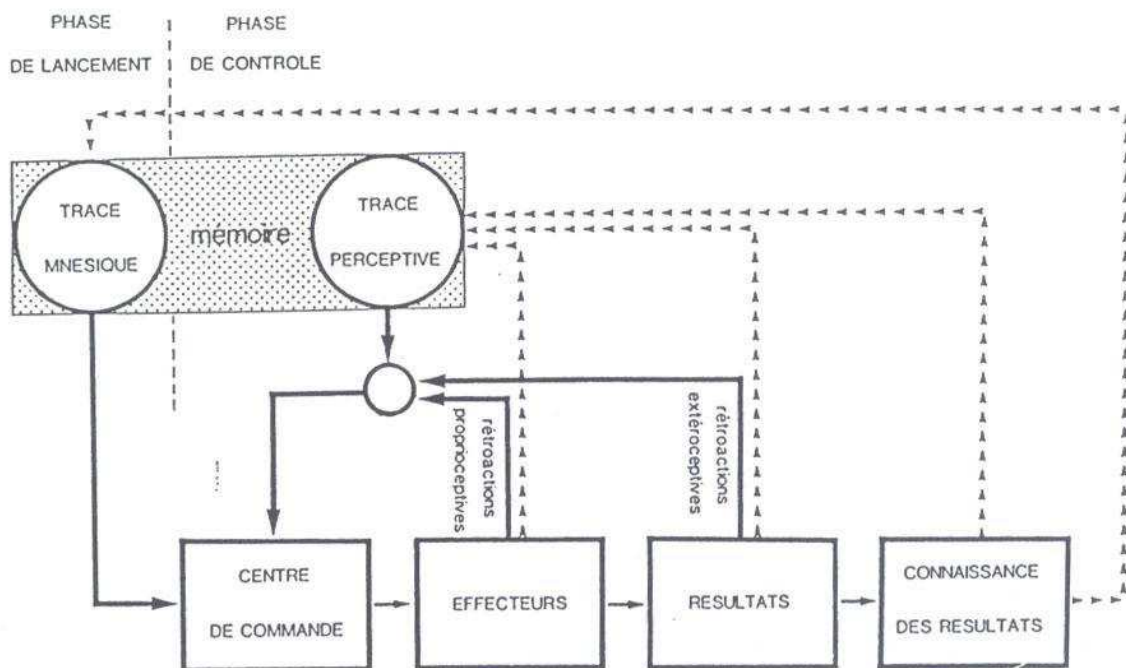 PHASE
DE LANCEMENT
PHASE
DE CONTROLE
TRACE
MNESIQUE
mémoire
TRACE
PERCEPTIVE
rétroactions
proprioceptives
rétroactions
extéroceptives
CENTRE
DE COMMANDE
EFFECTEURS
RESULTATS
CONNAISSANCE
DES RESULTATS